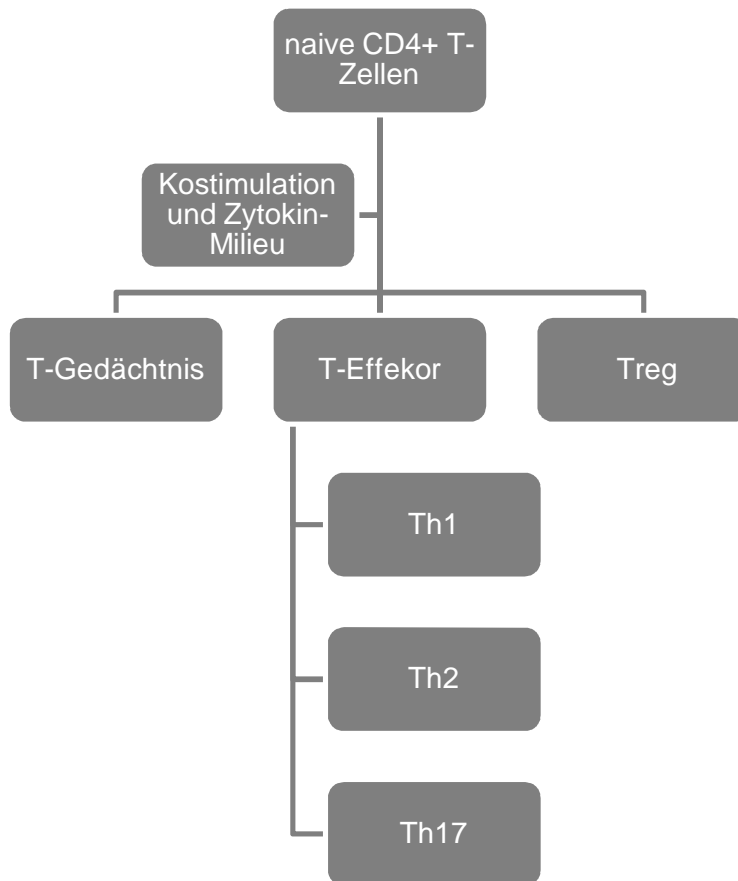 naive CD4+ T-
Zellen
Kostimulation
und Zytokin-
Milieu
T-Gedächtnis
T-Effekor
Treg
Th1
Th2
Th17